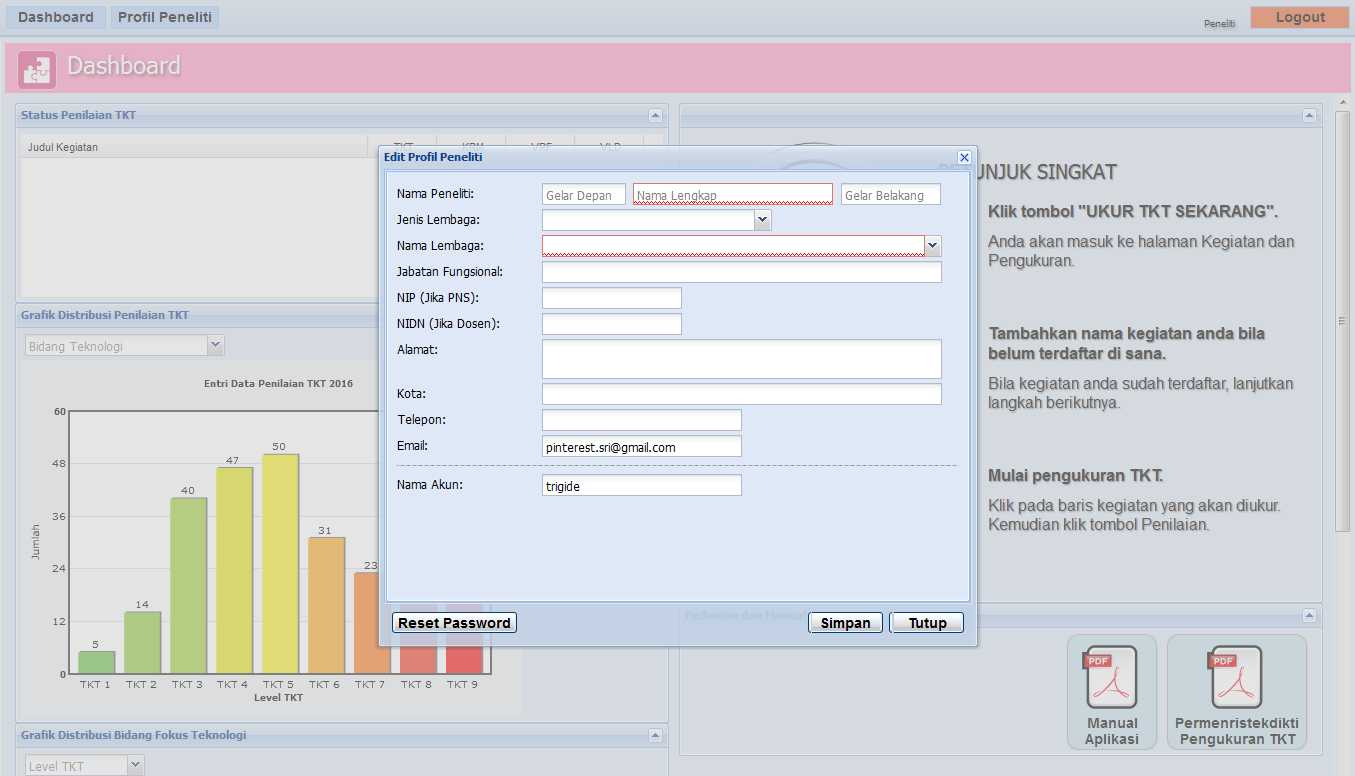 Dashboard
Profil Peneliti
Peneliti
Logout
Dashboard
Status Penilaian TKT
Judul Kegiatan
Grafik Distribusi Penilaian TKT
Bidang Teknologi
Entri Data Penilaian TKT 2016
60
48
36
24
12
0
Jumlah
5
14
40
47
50
31
23
TKT 1
TKT 2
TKT 3
TKT 4
TKT 5
TKT 6
TKT 7
TKT 8
TKT 9
Level TKT
Grafik Distribusi Bidang Fokus Teknologi
Level TKT
Edit Profil Peneliti
Nama Peneliti:
Gelar Depan
Nama Lengkap
Gelar Belakang
Jenis Lembaga:
Nama Lembaga:
Jabatan Fungsional:
NIP (Jika PNS):
NIDN (Jika Dosen):
Alamat:
Kota:
Telepon:
Email:
pinterest.sri@gmail.com
Nama Akun:
trigide
Reset Password
Simpan
Tutup
UNJUK SINGKAT
Klik tombol "UKUR TKT SEKARANG".
Anda akan masuk ke halaman Kegiatan dan
Pengukuran.
Tambahkan nama kegiatan anda bila
belum terdaftar di sana.
Bila kegiatan anda sudah terdaftar, lanjutkan
langkah berikutnya.
Mulai pengukuran TKT.
Klik pada baris kegiatan yang akan diukur.
Kemudian klik tombol Penilaian.
PDF
Manual
Aplikasi
PDF
Permenristekdikti
Pengukuran TKT